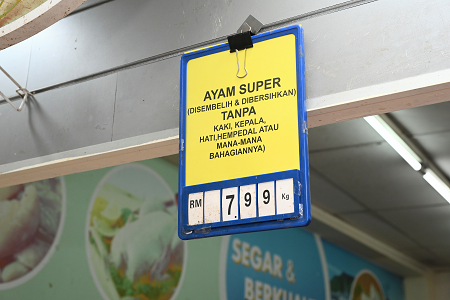 AYAM SUPER
(DISEMBELIH & DIBERSIHKAN)
TANPA
KAKI, KEPALA,
HATI,HEMPEDAL ATAU
MANA-MANA
BAHAGIANNYA)
RM 7.99 Kg
SEGAR &